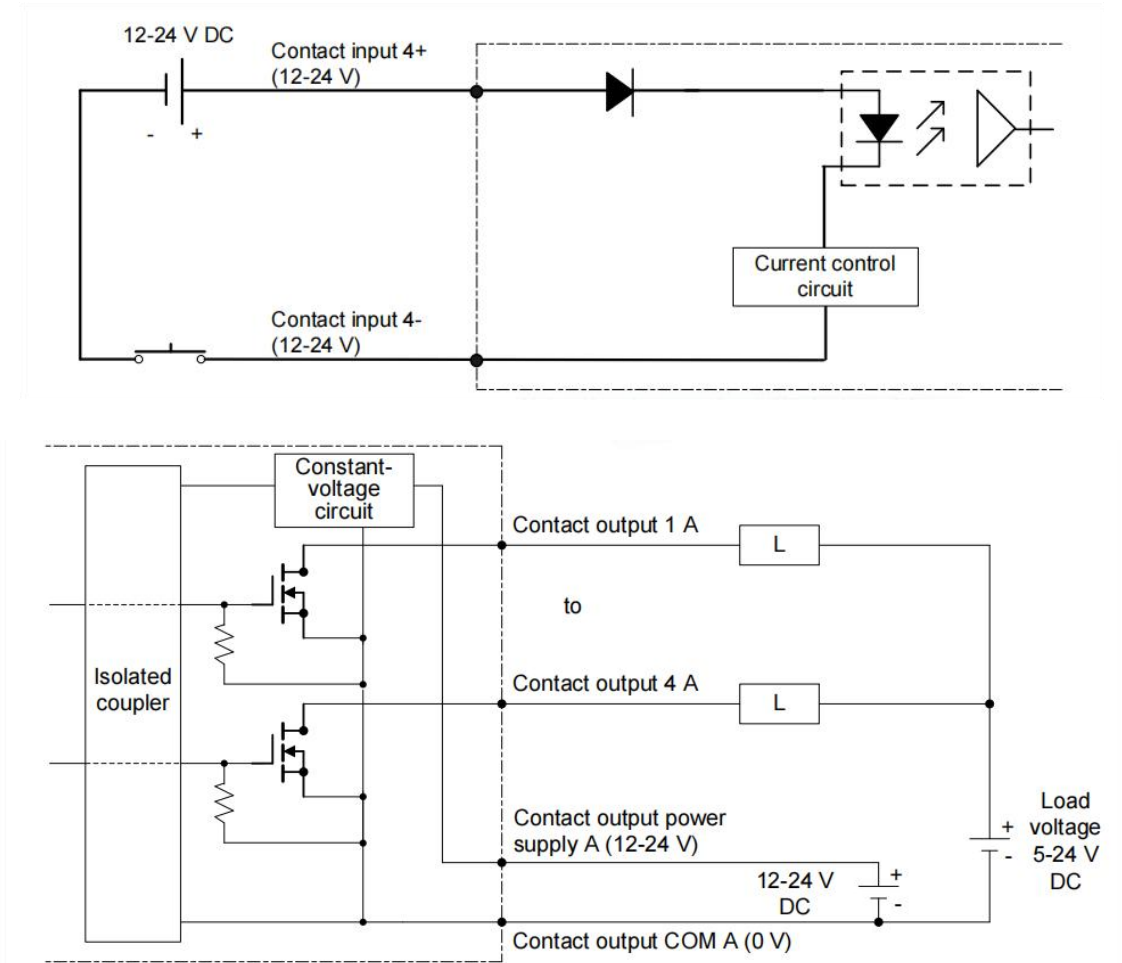 12-24 V DC
Contact input 4+
(12-24 V)
- +
Current control
circuit
Contact input 4-
(12-24 V)
Constant-
voltage
circuit
Contact output 1 A
L
to
Isolated
coupler
Contact output 4 A
L
Contact output power
supply A (12-24 V)
12-24 V
DC
+
-
Load
voltage
5-24 V
DC
+
-
Contact output COM A (0 V)